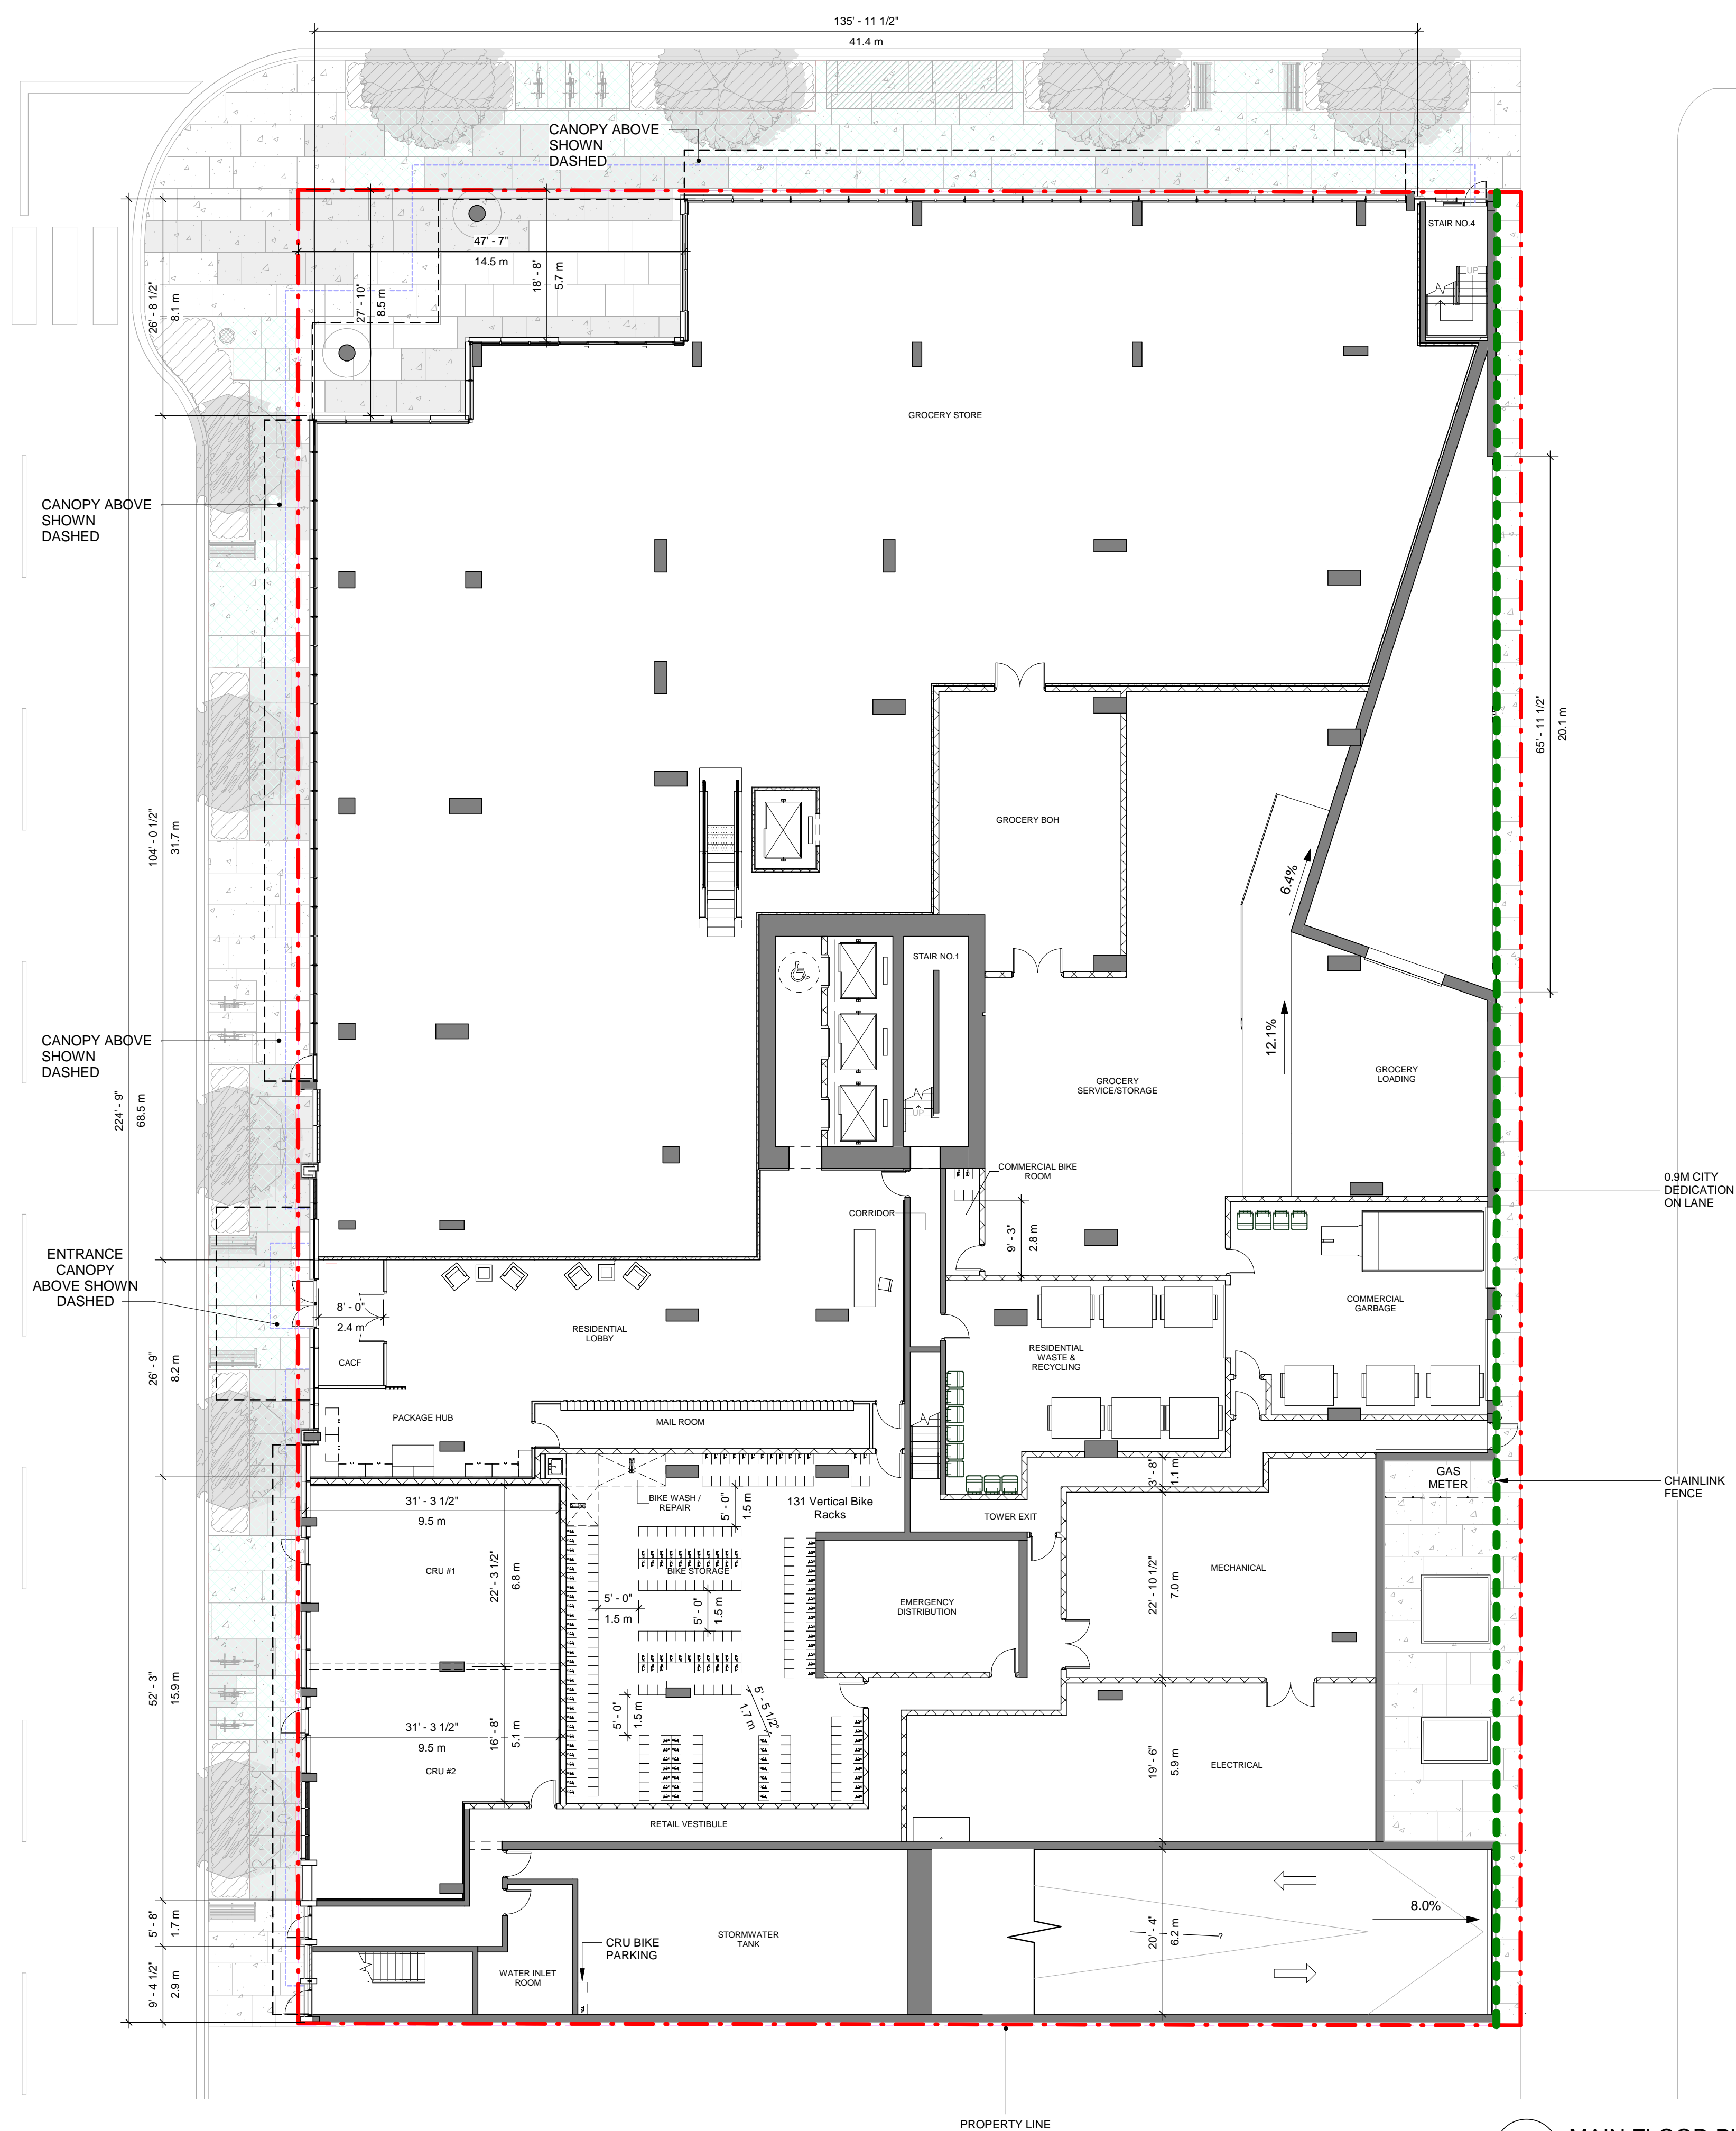 135' - 11 1/2"
41.4 m
CANOPY ABOVE
SHOWN
DASHED
STAIR NO.4
UP
47' - 7"
14.5 m
18' - 8"
5.7 m
27' - 10"
8.5 m
26' - 8 1/2"
8.1 m
GROCERY STORE
CANOPY ABOVE
SHOWN
DASHED
65' - 11 1/2"
20.1 m
GROCERY BOH
104' - 0 1/2"
31.7 m
6.4%
STAIR NO.1
UP
12.1%
CANOPY ABOVE
SHOWN
DASHED
GROCERY
LOADING
GROCERY
SERVICE/STORAGE
224' - 9"
68.5 m
COMMERCIAL BIKE
ROOM
0.9M CITY
DEDICATION
ON LANE
CORRIDOR
9' - 3"
2.8 m
ENTRANCE
CANOPY
ABOVE SHOWN
DASHED
8' - 0"
2.4 m
RESIDENTIAL
LOBBY
COMMERCIAL
GARBAGE
CACF
RESIDENTIAL
WASTE &
RECYCLING
26' - 9"
8.2 m
PACKAGE HUB
MAIL ROOM
GAS
METER
CHAINLINK
FENCE
3' - 8"
1.1 m
31' - 3 1/2"
9.5 m
BIKE WASH /
REPAIR
5' - 0"
1.5 m
131 Vertical Bike
Racks
TOWER EXIT
CRU #1
22' - 3 1/2"
6.8 m
BIKE STORAGE
5' - 0"
1.5 m
5' - 0"
1.5 m
EMERGENCY
DISTRIBUTION
MECHANICAL
22' - 10 1/2"
7.0 m
52' - 3"
15.9 m
31' - 3 1/2"
9.5 m
16' - 8"
5.1 m
5' - 0"
1.5 m
5' - 5 1/2"
1.7 m
CRU #2
19' - 6"
5.9 m
ELECTRICAL
RETAIL VESTIBULE
5' - 8"
1.7 m
8.0%
20' - 4"
6.2 m
?
STORMWATER
TANK
CRU BIKE
PARKING
WATER INLET
ROOM
9' - 4 1/2"
2.9 m
PROPERTY LINE